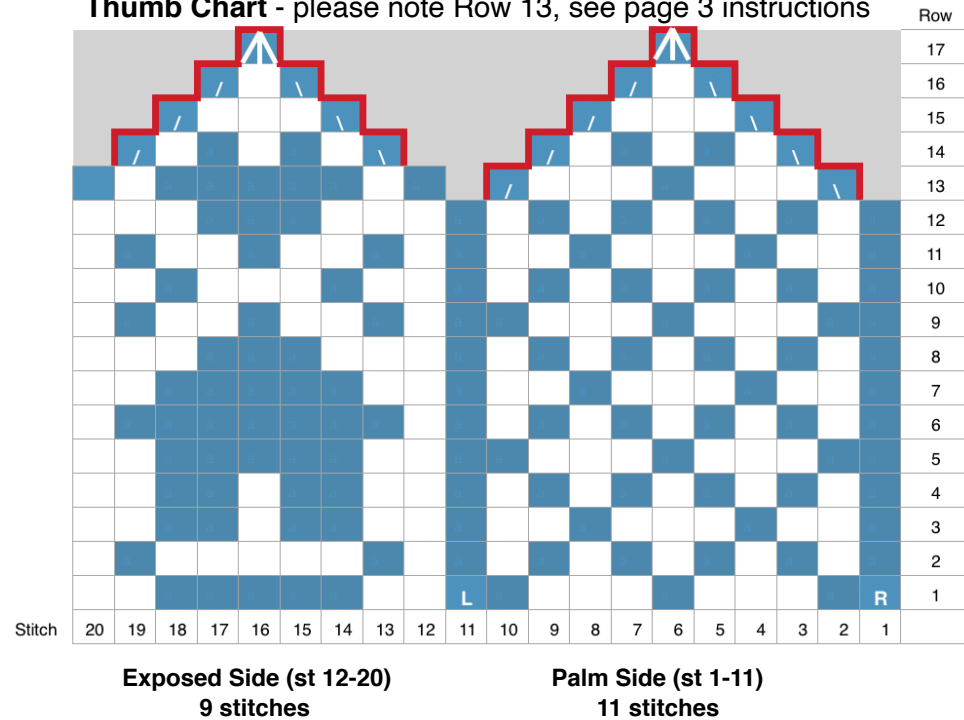 Thumb Chart - please note Row 13, see page 3 instructions
Row
17
16
15
14
13
12
11
10
9
8
7
6
5
4
3
2
L R 1
Stitch 20 19 18 17 16 15 14 13 12 11 10 9 8 7 6 5 4 3 2 1
Exposed Side (st 12-20) Palm Side (st 1-11)
9 stitches 11 stitches